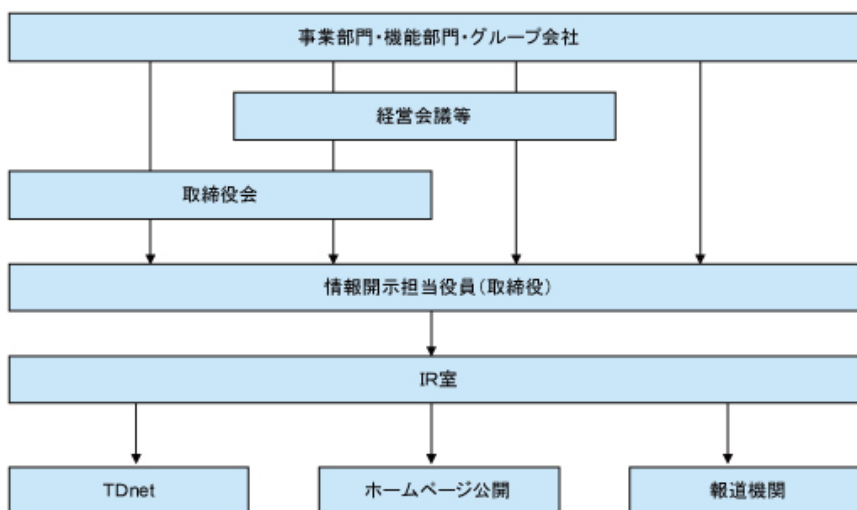 事業部門・機能部門・グループ会社
経営会議等
取締役会
情報開示担当役員(取締役)
IR室
TDnet
ホームページ公開
報道機関